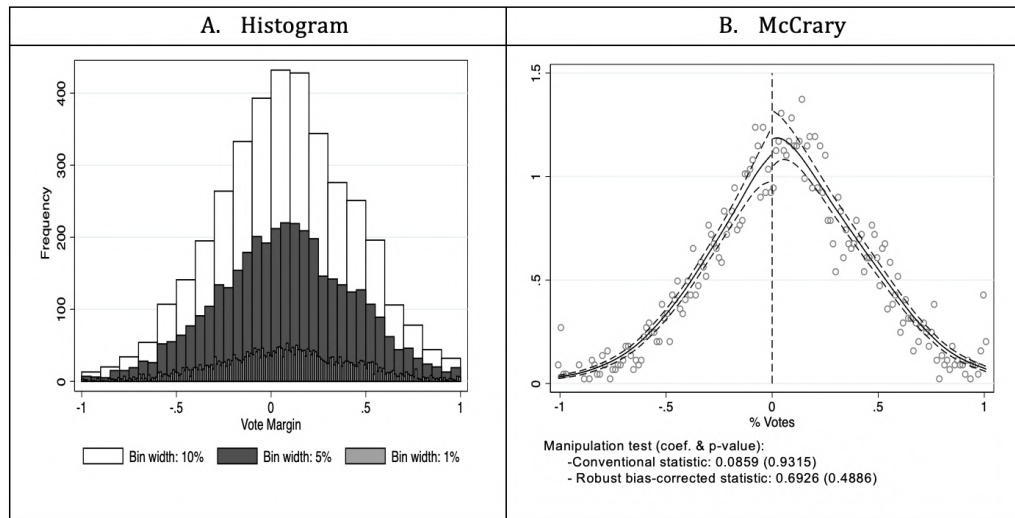 A. Histogram
B. McCrary
Frequency
400
300
200
100
0
-1
-.5
0
.5
1
Vote Margin
Bin width: 10%
Bin width: 5%
Bin width: 1%
1.5
1
.5
0
-1
-.5
0
.5
1
% Votes
Manipulation test (coef. & p-value):
-Conventional statistic: 0.0859 (0.9315)
- Robust bias-corrected statistic: 0.6926 (0.4886)